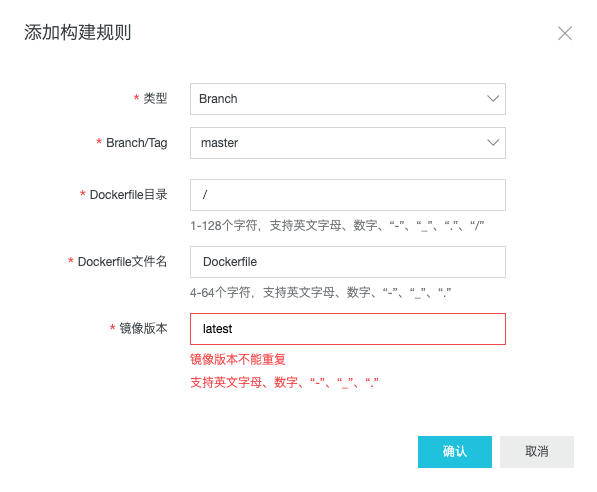 添加构建规则
* 类型 Branch
* Branch/Tag master
* Dockerfile目录 /
1-128个字符，支持英文字母、数字、“-”、“_”、“.”、“/”
* Dockerfile文件名 Dockerfile
4-64个字符，支持英文字母、数字、“-”、“_”、“.”
* 镜像版本 latest
镜像版本不能重复
支持英文字母、数字、“-”、“_”、“.”
确认 取消